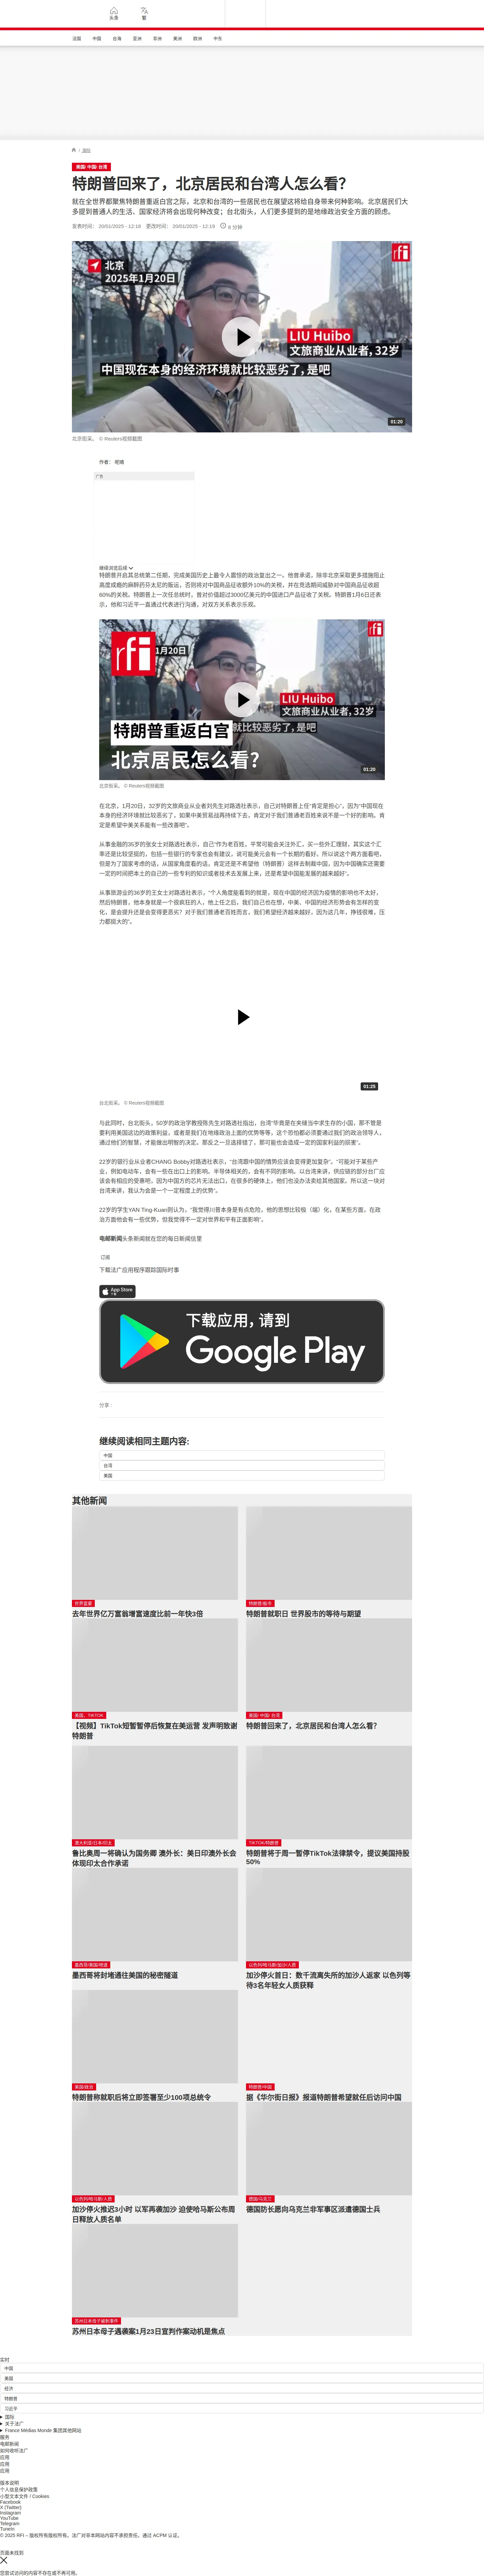 头条
繁
法国
中国
台海
亚洲
非洲
美洲
欧洲
中东
/ 国际
美国/ 中国/ 台湾
特朗普回来了，北京居民和台湾人怎么看？
就在全世界都聚焦特朗普重返白宫之际，北京和台湾的一些居民也在展望这将给自身带来何种影响。北京居民们大
多提到普通人的生活、国家经济将会出现何种改变；台北街头，人们更多提到的是地缘政治安全方面的顾虑。
发表时间： 20/01/2025 - 12:18 更改时间： 20/01/2025 - 12:19
北京
2025年1月20日
rfi
LIU Huibo
文旅商业从业者，32岁
中国现在本身的经济环境就比较恶劣了，是吧
01:20
北京街采。 © Reuters视频截图
广告
继续浏览后续
特朗普开启其总统第二任期，完成美国历史上最令人震惊的政治复出之一。他曾承诺，除非北京采取更多措施阻止
高度成瘾的麻醉药芬太尼的贩运，否则将对中国商品征收额外10%的关税，并在竞选期间威胁对中国商品征收超
60%的关税。特朗普上一次任总统时，曾对价值超过3000亿美元的中国进口产品征收了关税。特朗普1月6日还表
示，他和习近平一直通过代表进行沟通，对双方关系表示乐观。
rfi
1月20日
rfi
LIU Huibo
文旅商业从业者，32岁
就比较恶劣了，是吧
特朗普重返白宫
北京居民怎么看？
01:20
北京街采。 © Reuters视频截图
在北京，1月20日，32岁的文旅商业从业者刘先生对路透社表示，自己对特朗普上任“肯定是担心”，因为“中国现在
本身的经济环境就比较恶劣了，如果中美贸易战再持续下去，肯定对于我们普通老百姓来说不是一个好的影响，肯
定是希望中美关系能有一些改善吧”。
从事金融的35岁的张女士对路透社表示，自己“作为老百姓，平常可能会关注外汇，买一些外汇理财，其实这个汇
率还是比较坚挺的，包括一些银行的专家也会有建议，说可能美元会有一个长期的看好，所以说这个两方面看吧，
但是为了国家考虑的话，从国家角度看的话，肯定还是不希望他（特朗普）这样去制裁中国，因为中国确实还需要
一定的时间把本土的自己的一些专利的知识或者技术去发展上来，还是希望中国能发展的越来越好”。
从事旅游业的36岁的王女士对路透社表示，“个人角度能看到的就是，现在中国的经济因为疫情的影响也不太好，
然后特朗普，他本身就是一个很疯狂的人，他上任之后，我们自己也在想，中美、中国的经济形势会有怎样的变
化，是会提升还是会变得更恶劣？对于我们普通老百姓而言，我们希望经济越来越好，因为这几年，挣钱很难，压
力都挺大的”。
01:25
台北街采。 © Reuters视频截图
与此同时，台北街头，50岁的政治学教授陈先生对路透社指出，台湾“毕竟是在夹缝当中求生存的小国，那不管是
要利用美国这边的政策利益，或者是我们在地缘政治上面的优势等等，这个恐怕都必须要通过我们的政治领导人，
通过他们的智慧，才能做出明智的决定。那反之一旦选择错了，那可能也会造成一定的国家利益的损害”。
22岁的银行业从业者CHANG Bobby对路透社表示，“台湾跟中国的情势应该会变得更加复杂”，“可能对于某些产
业，例如电动车，会有一些在出口上的影响。半导体相关的，会有不同的影响。以台湾来讲，供应链的部分台厂应
该会有相应的受惠吧，因为中国方的芯片无法出口，在很多的硬体上，他们也没办法卖给其他国家。所以这一块对
台湾来讲，我认为会是一个一定程度上的优势”。
22岁的学生YAN Ting-Kuan则认为，“我觉得川普本身是有点危险，他的思想比较极（端）化，在某些方面，在政
治方面他会有一些优势，但我觉得不一定对世界和平有正面影响”。
电邮新闻头条新闻就在您的每日新闻信里
订阅
下载法广应用程序跟踪国际时事
App Store
下载应用，请到
Google Play
分享 :
继续阅读相同主题内容:
中国
台湾
美国
其他新闻
世界富豪
去年世界亿万富翁增富速度比前一年快3倍
特朗普/股市
特朗普就职日 世界股市的等待与期望
美国，TIKTOK
【视频】TikTok短暂暂停后恢复在美运营 发声明致谢
特朗普
美国/ 中国/ 台湾
特朗普回来了，北京居民和台湾人怎么看？
澳大利亚/日本/印太
鲁比奥周一将确认为国务卿 澳外长：美日印澳外长会
体现印太合作承诺
TIKTOK/特朗普
特朗普将于周一暂停TikTok法律禁令，提议美国持股
50%
墨西哥将封堵通往美国的秘密隧道
以色列/哈马斯/加沙/人质
加沙停火首日：数千流离失所的加沙人返家 以色列等
待3名年轻女人质获释
美国/政治
特朗普称就职后将立即签署至少100项总统令
特朗普/中国
据《华尔街日报》报道特朗普希望就任后访问中国
以色列/哈马斯/人质
加沙停火推迟3小时 以军再袭加沙 迫使哈马斯公布周
日释放人质名单
德国/乌克兰
德国防长愿向乌克兰非军事区派遣德国士兵
苏州日本母子被刺案件
苏州日本母子遇袭案1月23日宣判作案动机是焦点
实时
中国
美国
经济
特朗普
习近平
国际
关于法广
France Médias Monde 集团其他网站
服务
电邮新闻
如何收听法广
应用
应用
应用
版本说明
个人信息保护政策
小型文本文件 / Cookies
Facebook
X (Twitter)
Instagram
YouTube
Telegram
TuneIn
© 2025 RFI – 版权所有版权所有。法广对非本网站内容不承担责任。通过 ACPM 认证。
页面未找到
您尝试访问的内容不存在或不再可用。